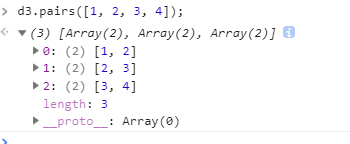 > d3.pairs([1, 2, 3, 4]);
<· ▼ (3) [Array(2), Array(2), Array(2)] i
▶ 0: (2) [1, 2]
▶ 1: (2) [2, 3]
▶ 2: (2) [3, 4]
length: 3
▶ __proto__: Array(0)
>